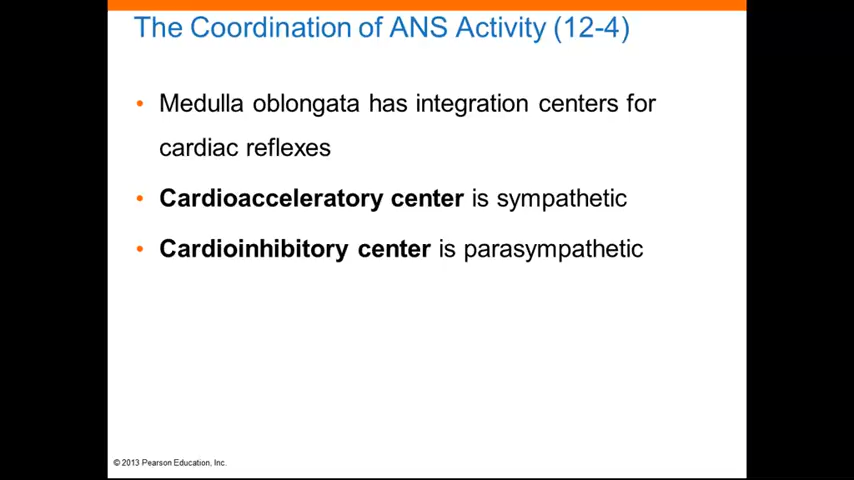 The Coordination of ANS Activity (12-4)
• Medulla oblongata has integration centers for
cardiac reflexes
• Cardioacceleratory center is sympathetic
• Cardioinhibitory center is parasympathetic
© 2013 Pearson Education, Inc.